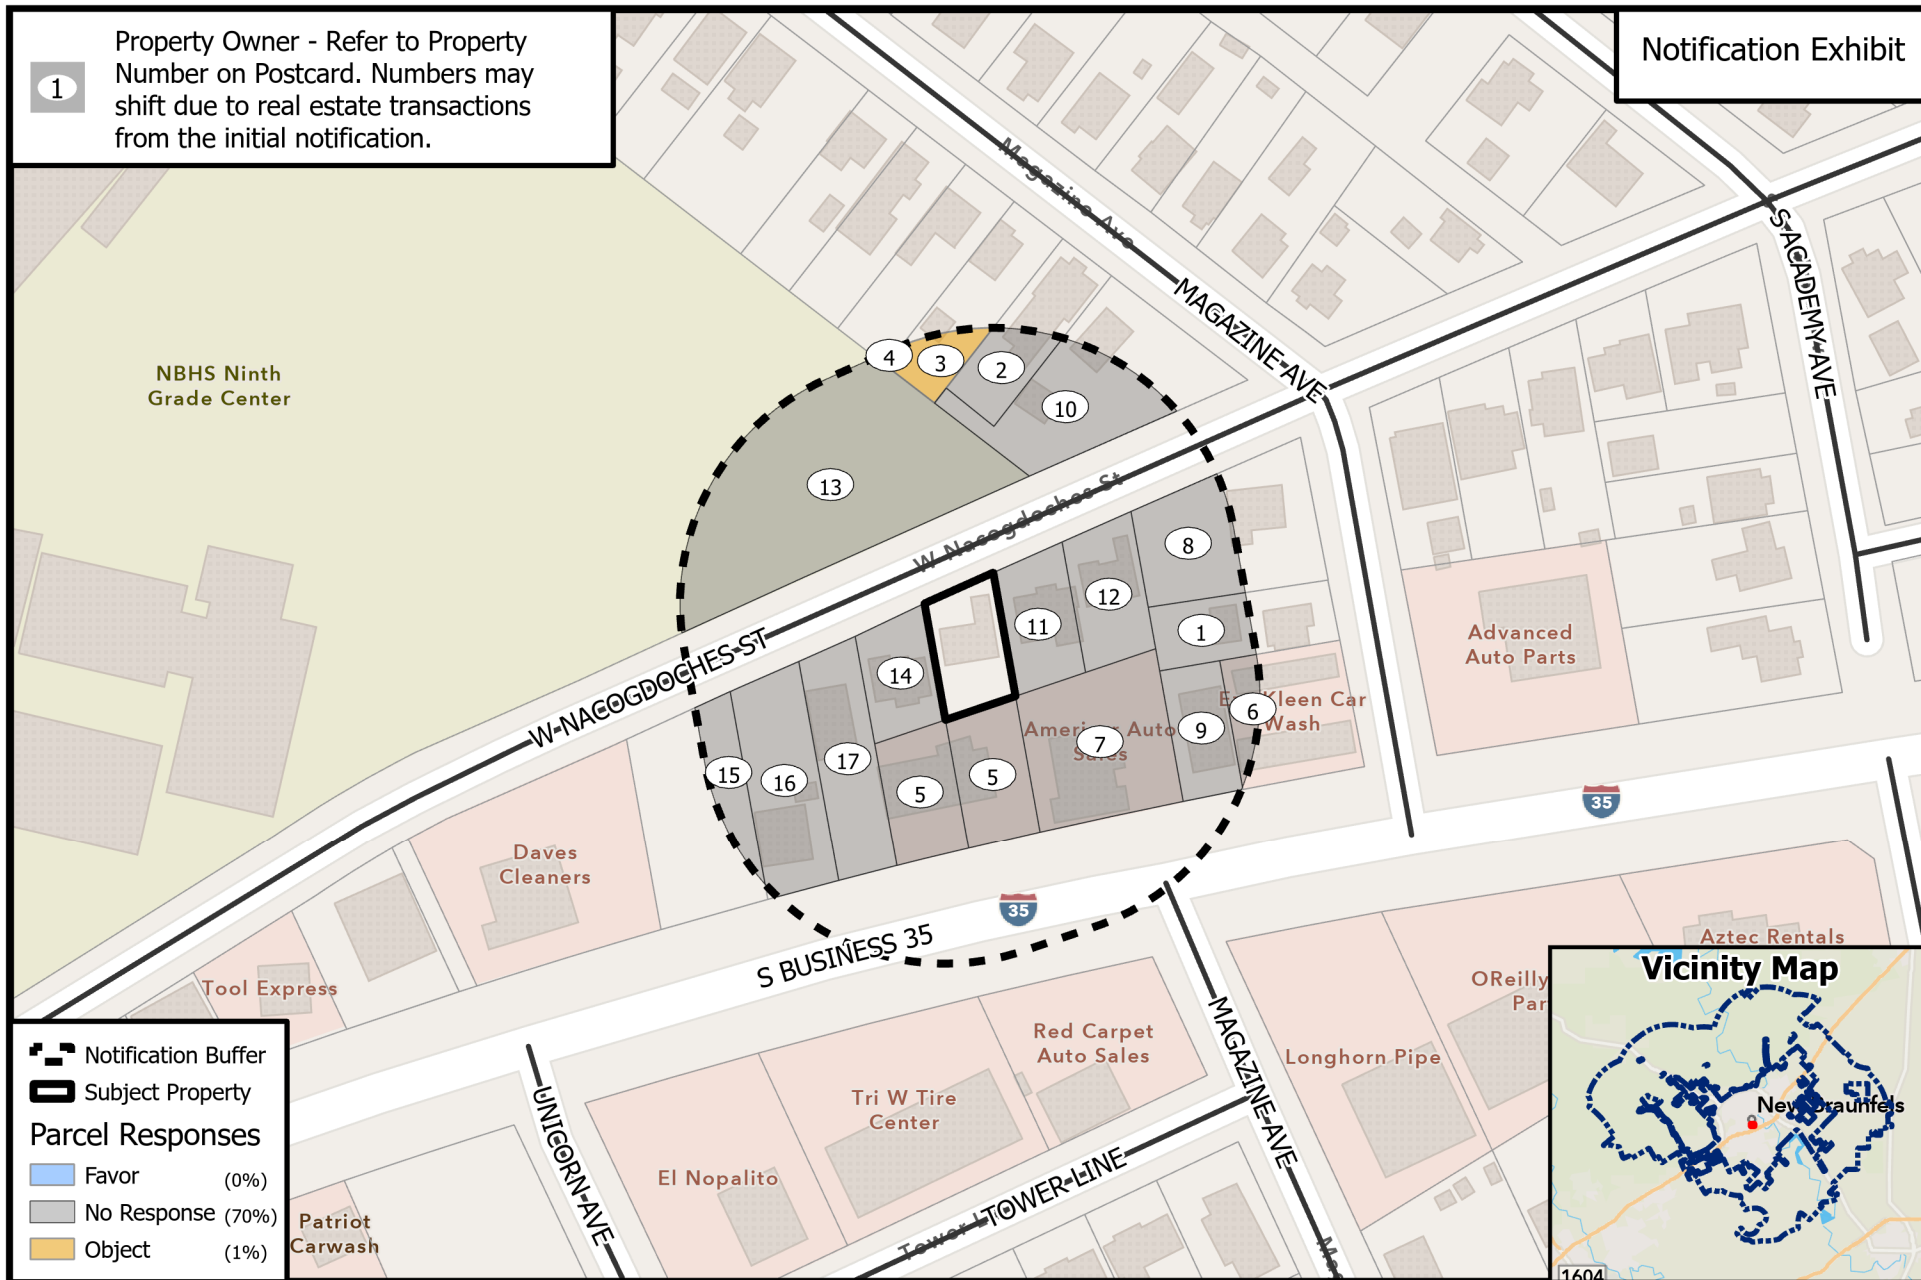 1
Property Owner - Refer to Property
Number on Postcard. Numbers may
shift due to real estate transactions
from the initial notification.
Notification Exhibit
Magazine Ave
MAGAZINE AVE
S ACADEMY AVE
NBHS Ninth
Grade Center
4
3
2
10
13
W Nacogdoches St
8
12
11
1
14
W NACOGDOCHES ST
Advanced
Auto Parts
Kleen Car
Wash
6
9
American Auto
Sales
7
15
16
17
5
5
35
35
Daves
Cleaners
S BUSINESS 35
Tool Express
Aztec Rentals
OReilly
Par
Red Carpet
Auto Sales
Longhorn Pipe
Tri W Tire
Center
MAGAZINE AVE
El Nopalito
UNICORN AVE
TOWER LINE
Tower
Patriot
Carwash
Notification Buffer
Subject Property
Parcel Responses
Favor (0%)
No Response (70%)
Object (1%)
Vicinity Map
New Braunfels
1604